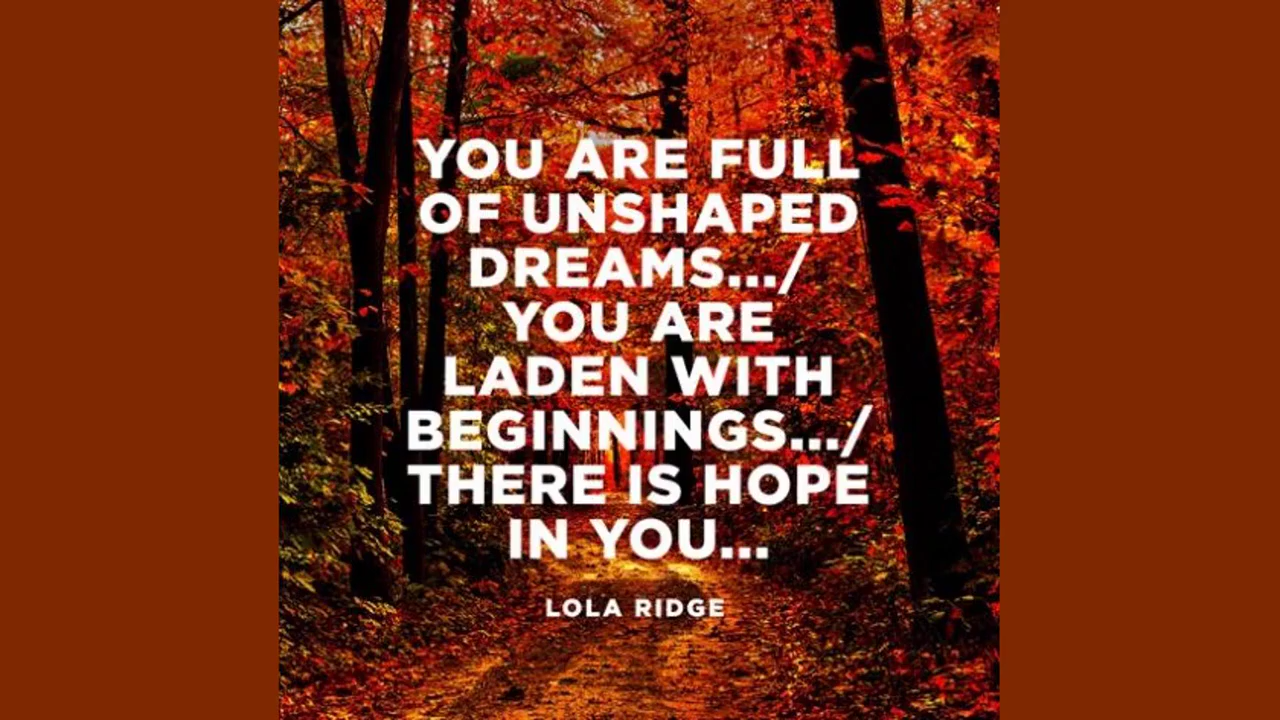 YOU ARE FULL
OF UNSHAPED
DREAMS.../
YOU ARE
LADEN WITH
BEGINNINGS.../
THERE IS HOPE
IN YOU...
LOLA RIDGE